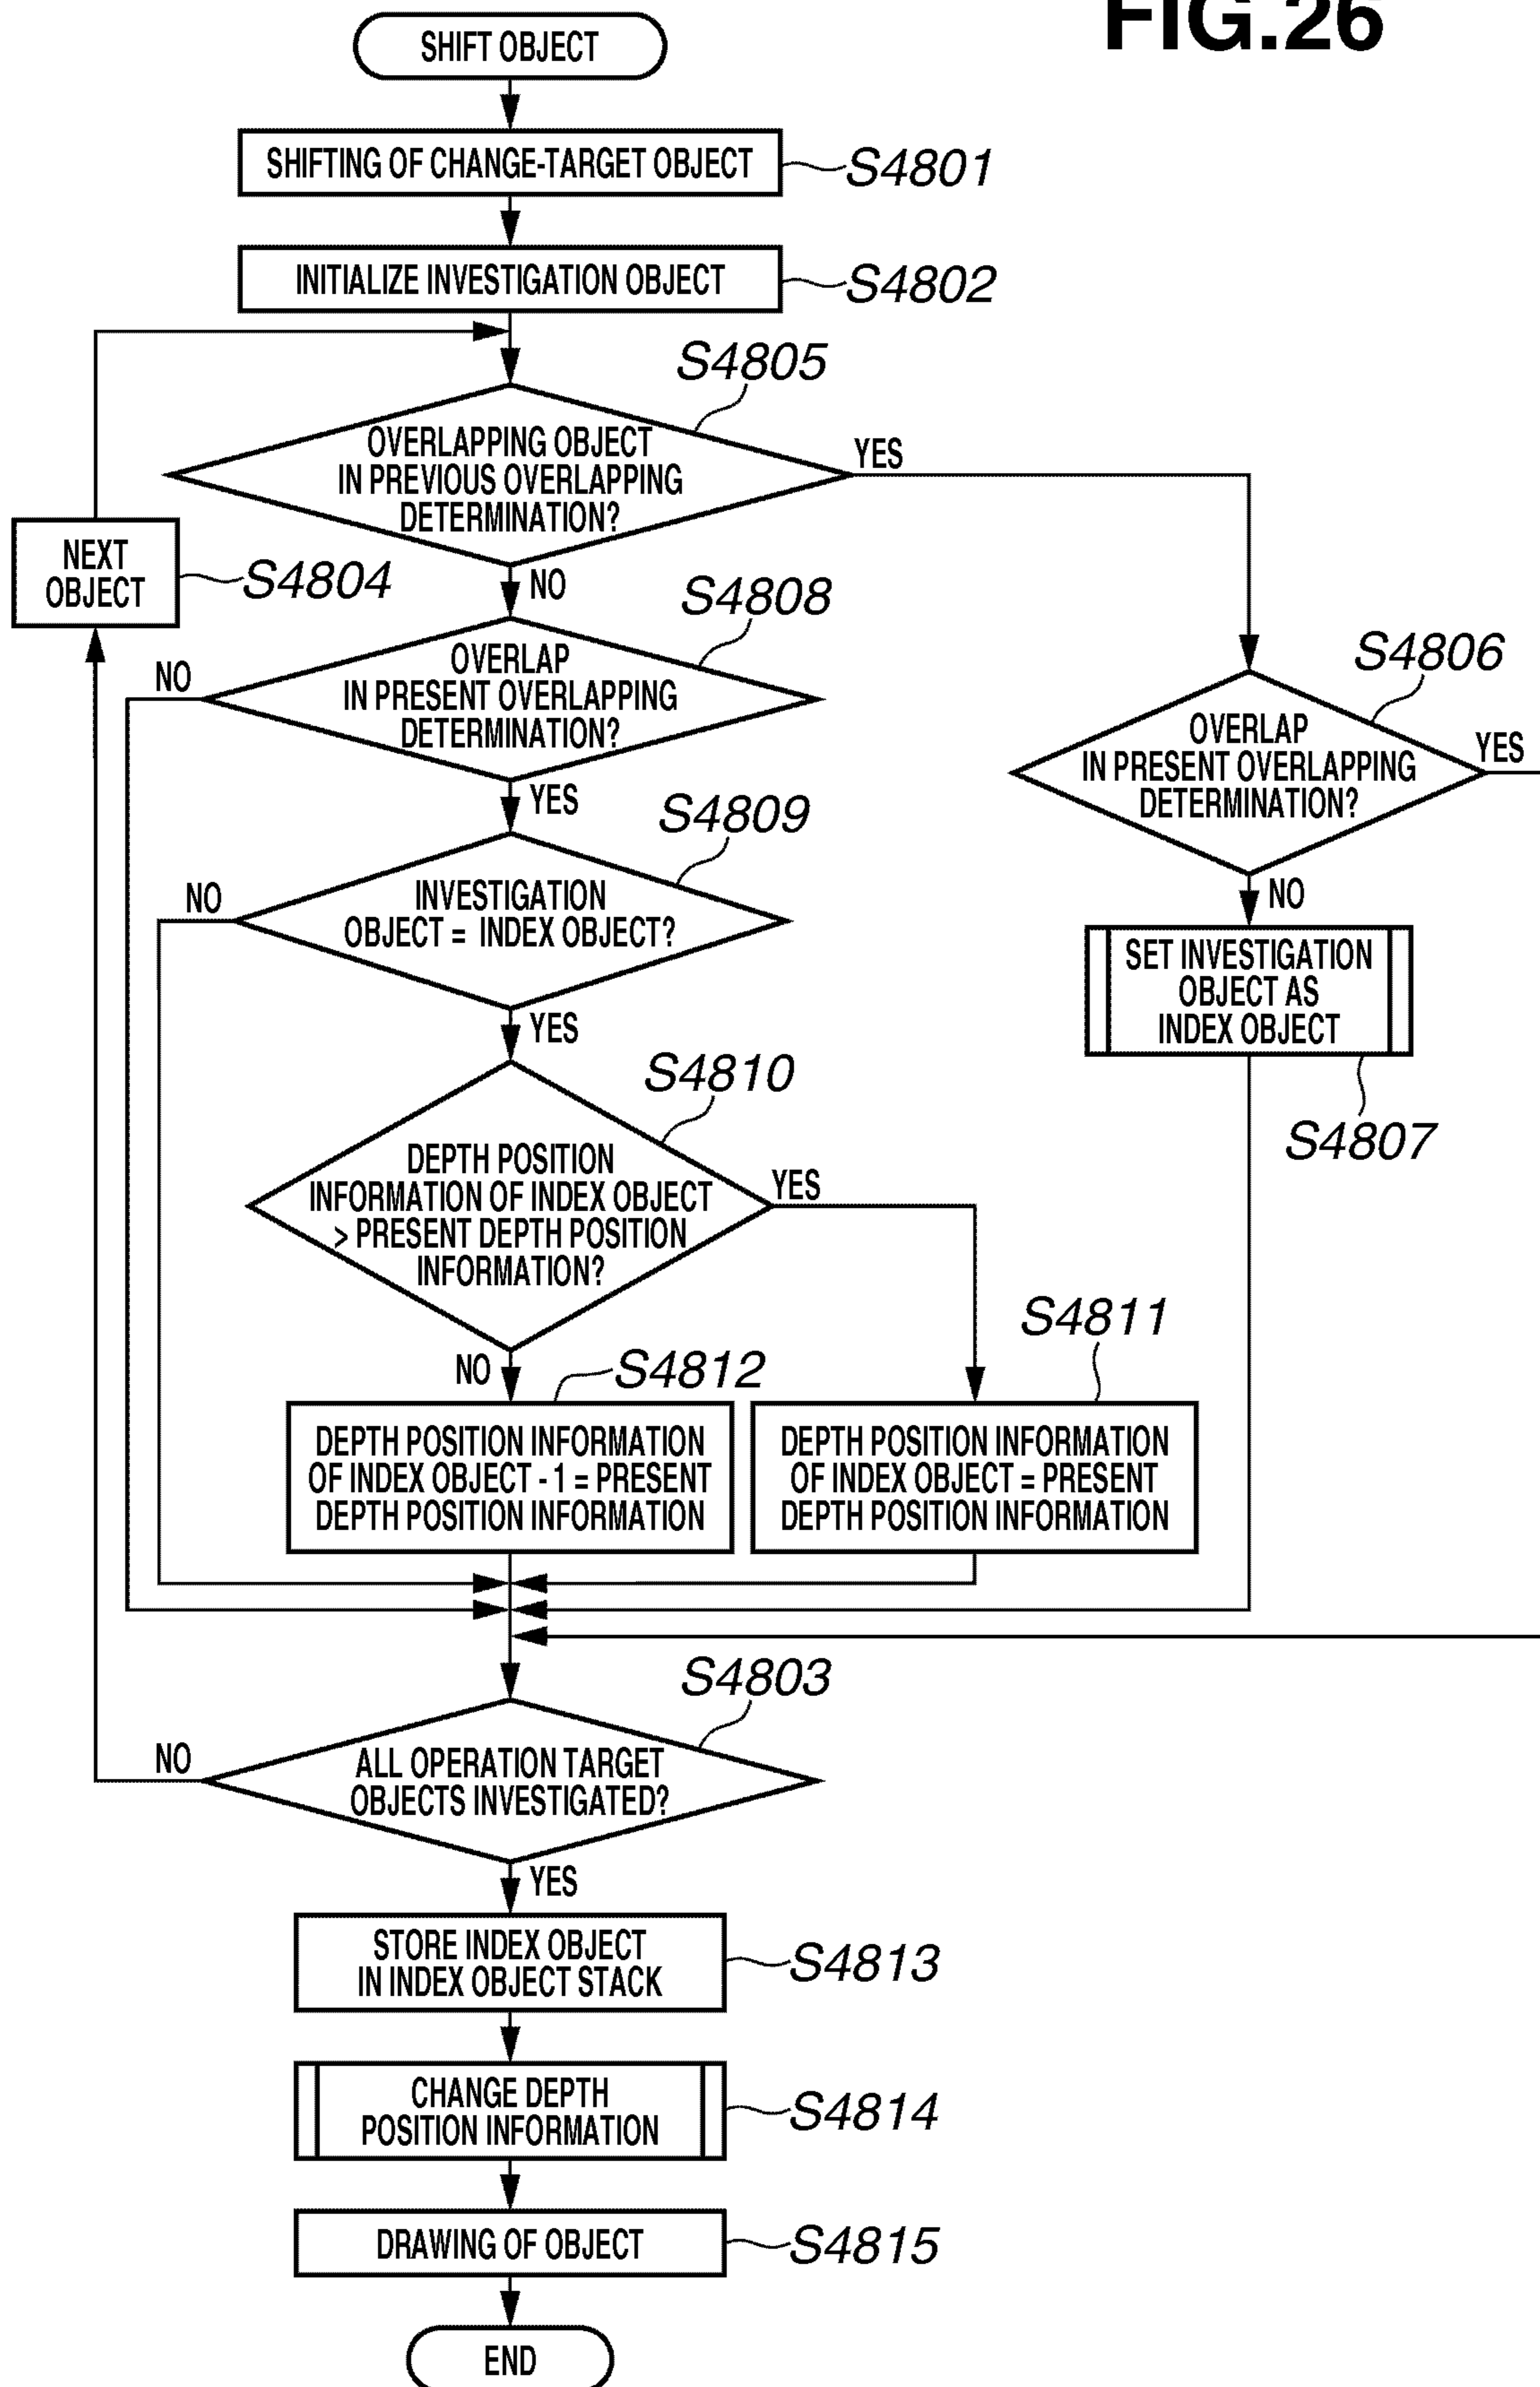 FIG.26
SHIFT OBJECT
SHIFTING OF CHANGE-TARGET OBJECT
S4801
INITIALIZE INVESTIGATION OBJECT
S4802
S4805
OVERLAPPING OBJECT
IN PREVIOUS OVERLAPPING
DETERMINATION?
YES
NO
NEXT
OBJECT
S4804
S4808
OVERLAP
IN PRESENT OVERLAPPING
DETERMINATION?
NO
YES
S4806
OVERLAP
IN PRESENT OVERLAPPING
DETERMINATION?
YES
NO
S4809
INVESTIGATION
OBJECT = INDEX OBJECT?
NO
YES
SET INVESTIGATION
OBJECT AS
INDEX OBJECT
S4807
S4810
DEPTH POSITION
INFORMATION OF INDEX OBJECT
> PRESENT DEPTH POSITION
INFORMATION?
YES
NO
S4812
DEPTH POSITION INFORMATION
OF INDEX OBJECT - 1 = PRESENT
DEPTH POSITION INFORMATION
S4811
DEPTH POSITION INFORMATION
OF INDEX OBJECT = PRESENT
DEPTH POSITION INFORMATION
S4803
ALL OPERATION TARGET
OBJECTS INVESTIGATED?
NO
YES
STORE INDEX OBJECT
IN INDEX OBJECT STACK
S4813
CHANGE DEPTH
POSITION INFORMATION
S4814
DRAWING OF OBJECT
S4815
END